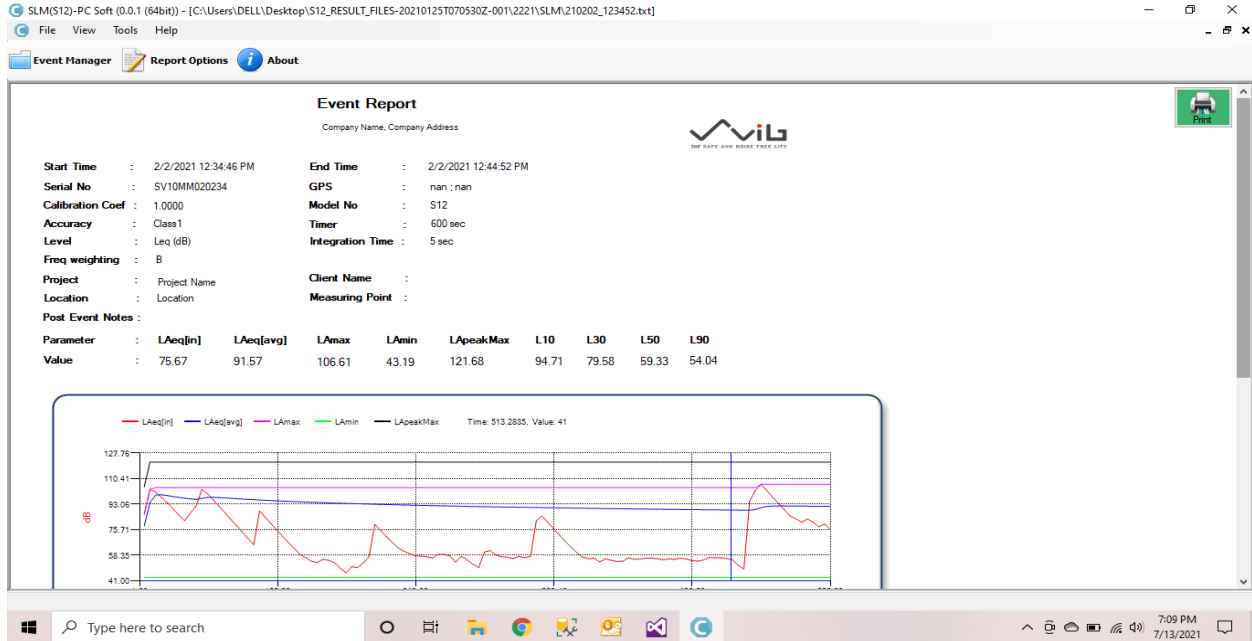 SLM(S12)-PC Soft (0.0.1 (64bit)) - [C:\Users\DELL\Desktop\S12_RESULT_FILES-20210125T070530Z-001\2221\SLM\210202_123452.txt]
File View Tools Help
Event Manager Report Options About
Event Report
Company Name, Company Address
Print
THE SAFE AND NOISE FREE LIFE
Start Time : 2/2/2021 12:34:46 PM End Time : 2/2/2021 12:44:52 PM
Serial No : SV10MM020234 GPS : nan ; nan
Calibration Coef : 1.0000 Model No : S12
Accuracy : Class1 Timer : 600 sec
Level : Leq (dB) Integration Time : 5 sec
Freq weighting : B
Project : Project Name Client Name :
Location : Location Measuring Point :
Post Event Notes :
Parameter : LAeq[in] LAeq[avg] LAmax LAmin LApeakMax L10 L30 L50 L90
Value : 75.67 91.57 106.61 43.19 121.68 94.71 79.58 59.33 54.04
LAeq[in] LAeq[avg] LAmax LAmin LApeakMax Time: 513.2835, Value: 41
127.76
110.41
93.06
dB
75.71
58.35
41.00
Type here to search
7:09 PM
7/13/2021